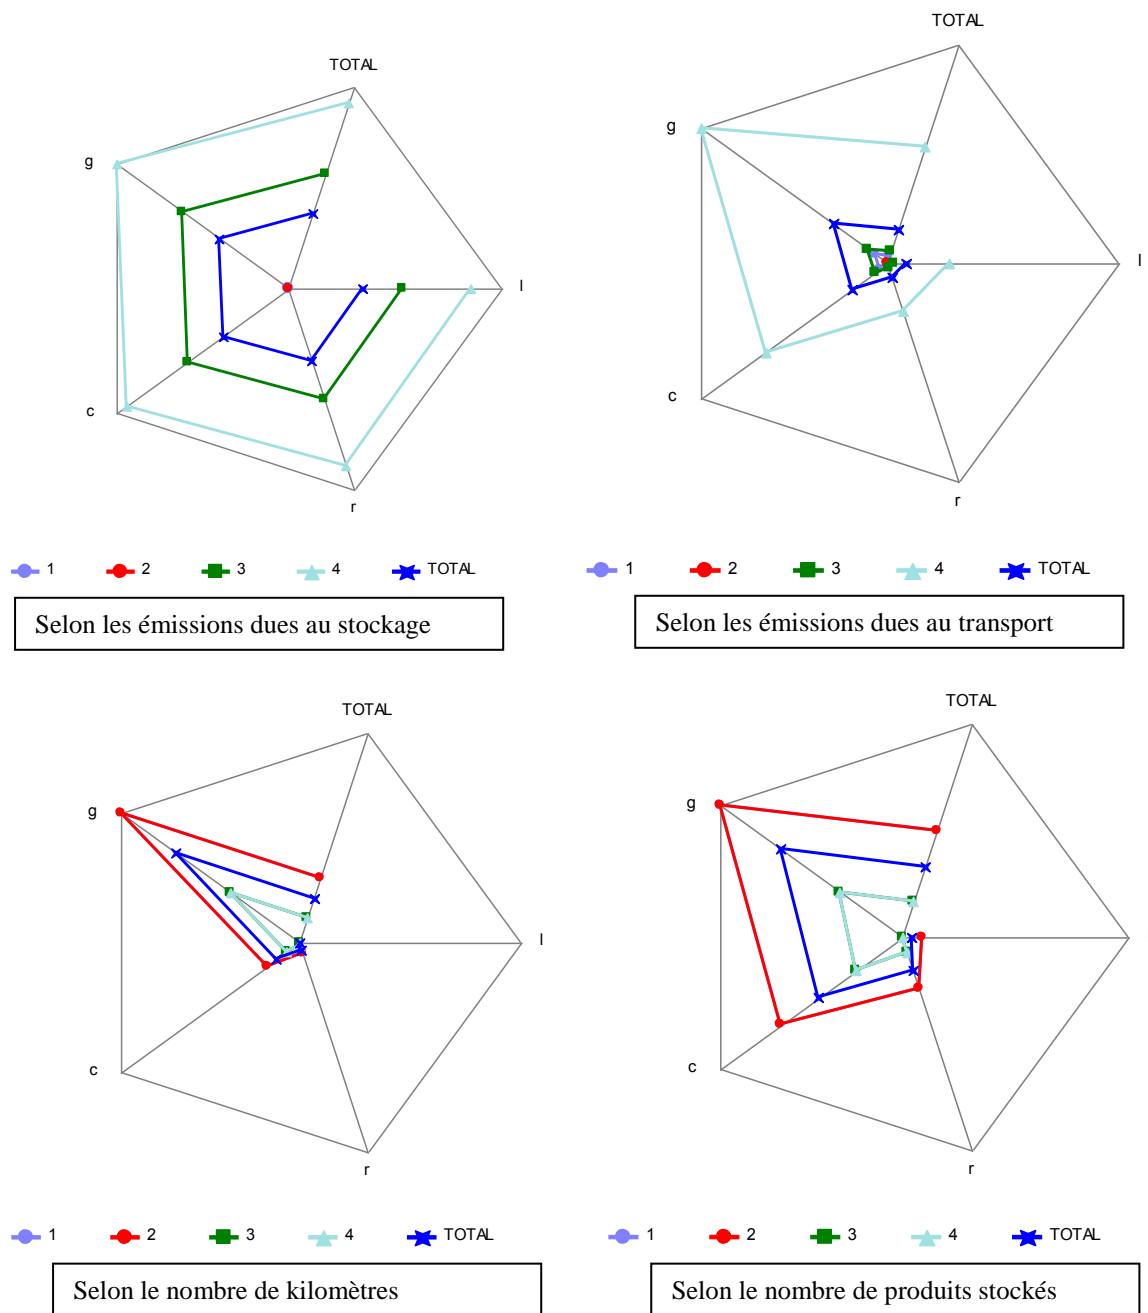 TOTAL
g
l
c
r
1 2 3 4 TOTAL
Selon les émissions dues au stockage
TOTAL
g
l
c
r
1 2 3 4 TOTAL
Selon les émissions dues au transport
TOTAL
g
l
c
r
1 2 3 4 TOTAL
Selon le nombre de kilomètres
TOTAL
g
c
r
1 2 3 4 TOTAL
Selon le nombre de produits stockés